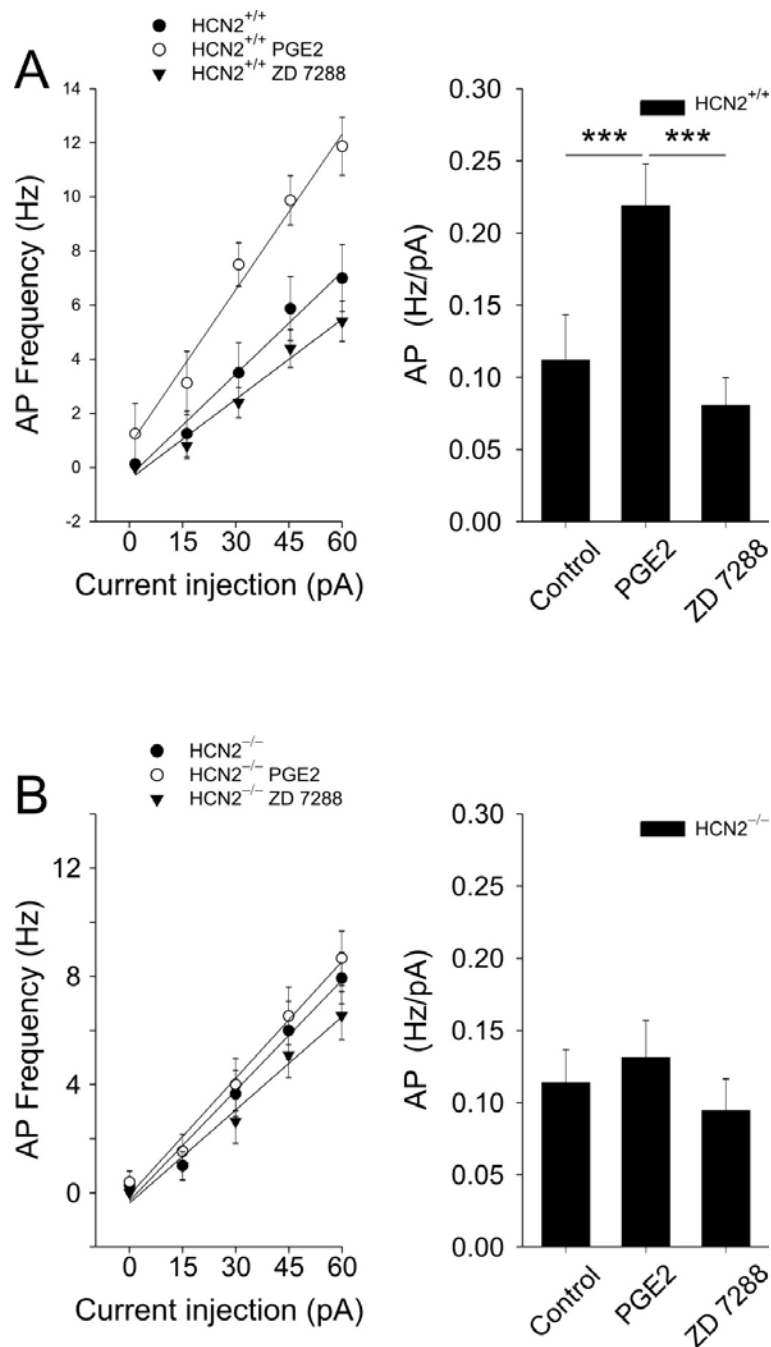 A
HCN2+/+
HCN2+/+ PGE2
HCN2+/+ ZD 7288
AP Frequency (Hz)
14
12
10
8
6
4
2
0
-2
0 15 30 45 60
Current injection (pA)
HCN2+/+
*** ***
AP (Hz/pA)
0.30
0.25
0.20
0.15
0.10
0.05
0.00
Control PGE2 ZD 7288
B
HCN2−/−
HCN2−/− PGE2
HCN2−/− ZD 7288
AP Frequency (Hz)
12
8
4
0
0 15 30 45 60
Current injection (pA)
HCN2−/−
AP (Hz/pA)
0.30
0.25
0.20
0.15
0.10
0.05
0.00
Control PGE2 ZD 7288